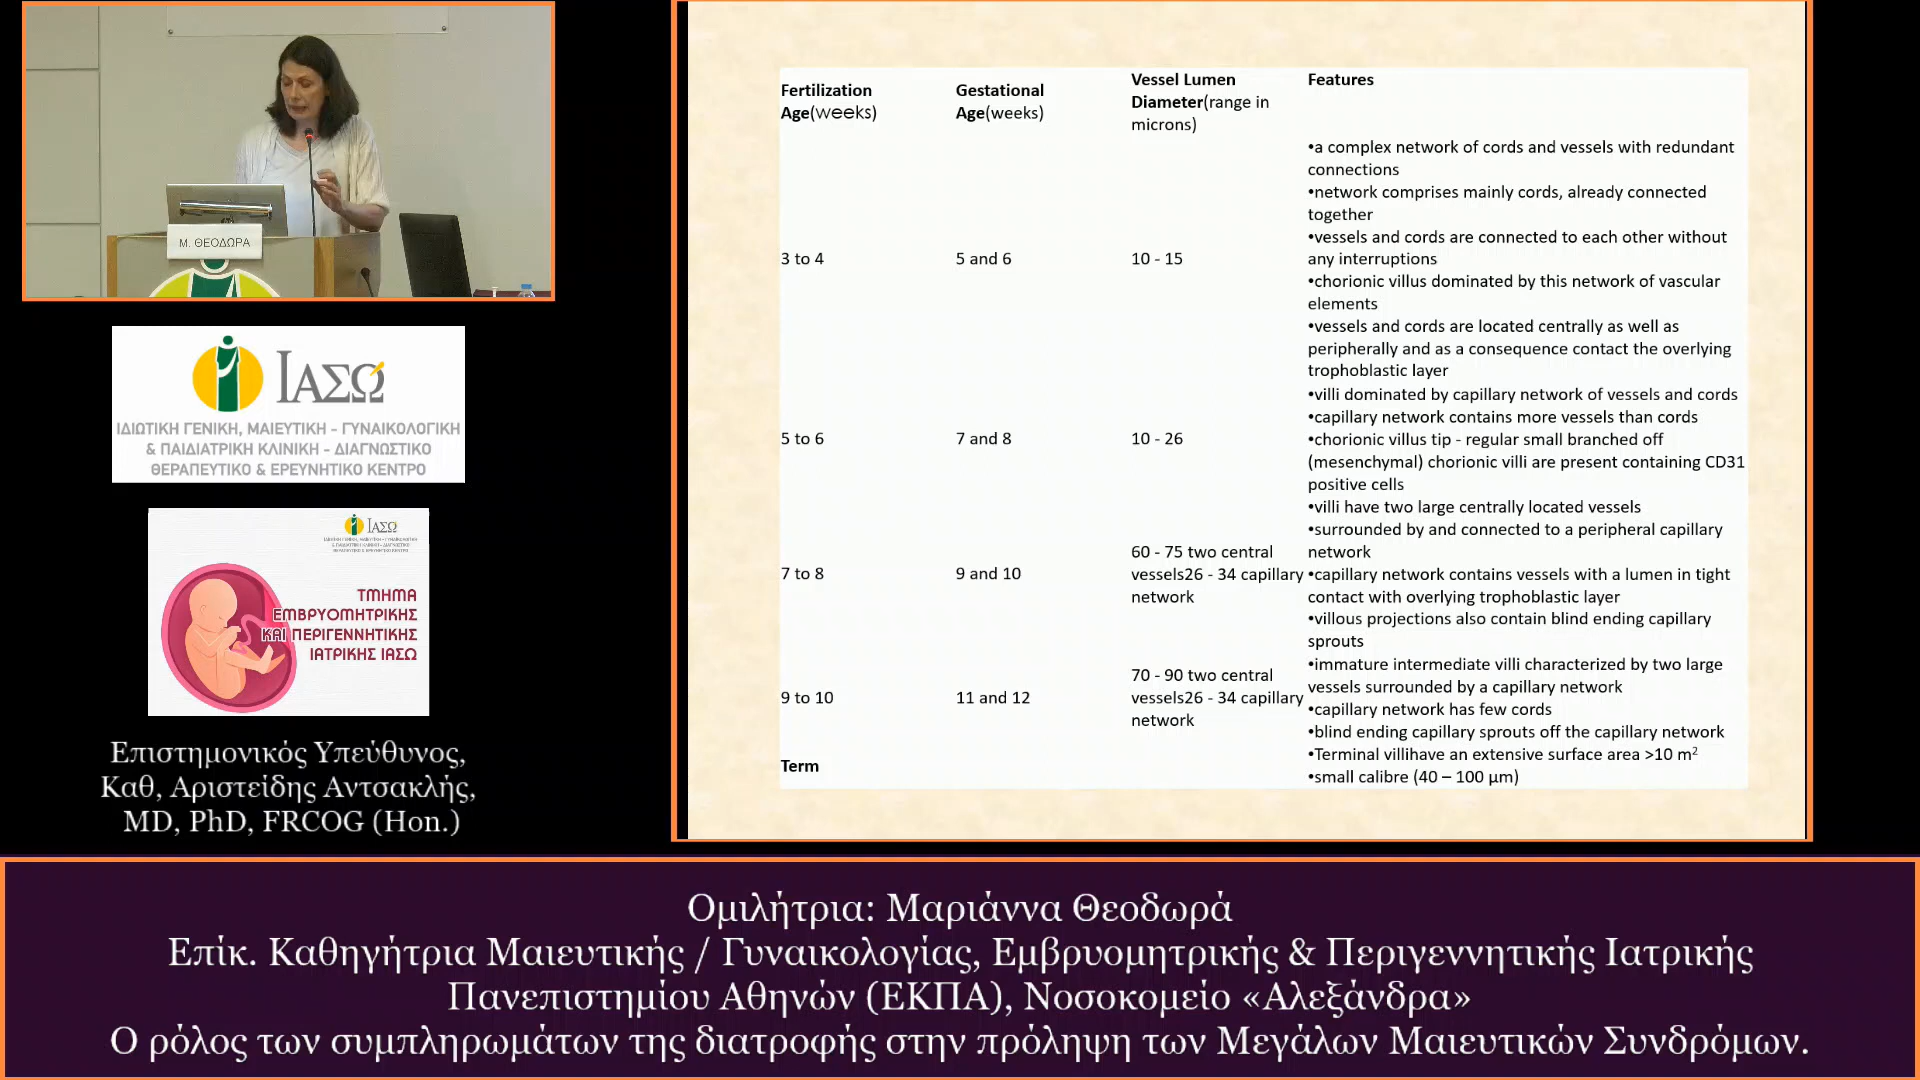 Μ. ΘΕΟΔΩΡΑ
ΙΑΣΩ
ΙΔΙΩΤΙΚΗ ΓΕΝΙΚΗ, ΜΑΙΕΥΤΙΚΗ - ΓΥΝΑΙΚΟΛΟΓΙΚΗ
& ΠΑΙΔΙΑΤΡΙΚΗ ΚΛΙΝΙΚΗ - ΔΙΑΓΝΩΣΤΙΚΟ
ΘΕΡΑΠΕΥΤΙΚΟ & ΕΡΕΥΝΗΤΙΚΟ ΚΕΝΤΡΟ
ΙΑΣΩ
ΙΔΙΩΤΙΚΗ ΓΕΝΙΚΗ, ΜΑΙΕΥΤΙΚΗ - ΓΥΝΑΙΚΟΛΟΓΙΚΗ
& ΠΑΙΔΙΑΤΡΙΚΗ ΚΛΙΝΙΚΗ - ΔΙΑΓΝΩΣΤΙΚΟ
ΘΕΡΑΠΕΥΤΙΚΟ & ΕΡΕΥΝΗΤΙΚΟ ΚΕΝΤΡΟ
ΤΜΗΜΑ
ΕΜΒΡΥΟΜΗΤΡΙΚΗΣ
ΚΑΙ ΠΕΡΙΓΕΝΝΗΤΙΚΗΣ
ΙΑΤΡΙΚΗΣ ΙΑΣΩ
Επιστημονικός Υπεύθυνος,
Καθ, Αριστείδης Αντσακλής,
MD, PhD, FRCOG (Hon.)
Fertilization
Age(weeks)
Gestational
Age(weeks)
Vessel Lumen
Diameter(range in
microns)
Features
3 to 4
5 and 6
10 - 15
•a complex network of cords and vessels with redundant
connections
•network comprises mainly cords, already connected
together
•vessels and cords are connected to each other without
any interruptions
•chorionic villus dominated by this network of vascular
elements
•vessels and cords are located centrally as well as
peripherally and as a consequence contact the overlying
trophoblastic layer
5 to 6
7 and 8
10 - 26
•villi dominated by capillary network of vessels and cords
•capillary network contains more vessels than cords
•chorionic villus tip - regular small branched off
(mesenchymal) chorionic villi are present containing CD31
positive cells
7 to 8
9 and 10
60 - 75 two central
vessels26 - 34 capillary
network
•villi have two large centrally located vessels
•surrounded by and connected to a peripheral capillary
network
•capillary network contains vessels with a lumen in tight
contact with overlying trophoblastic layer
•villous projections also contain blind ending capillary
sprouts
9 to 10
11 and 12
70 - 90 two central
vessels26 - 34 capillary
network
•immature intermediate villi characterized by two large
vessels surrounded by a capillary network
•capillary network has few cords
•blind ending capillary sprouts off the capillary network
Term
•Terminal villihave an extensive surface area >10 m²
•small calibre (40 – 100 μm)
Ομιλήτρια: Μαριάννα Θεοδωρά
Επίκ. Καθηγήτρια Μαιευτικής / Γυναικολογίας, Εμβρυομητρικής & Περιγεννητικής Ιατρικής
Πανεπιστημίου Αθηνών (ΕΚΠΑ), Νοσοκομείο «Αλεξάνδρα»
Ο ρόλος των συμπληρωμάτων της διατροφής στην πρόληψη των Μεγάλων Μαιευτικών Συνδρόμων.